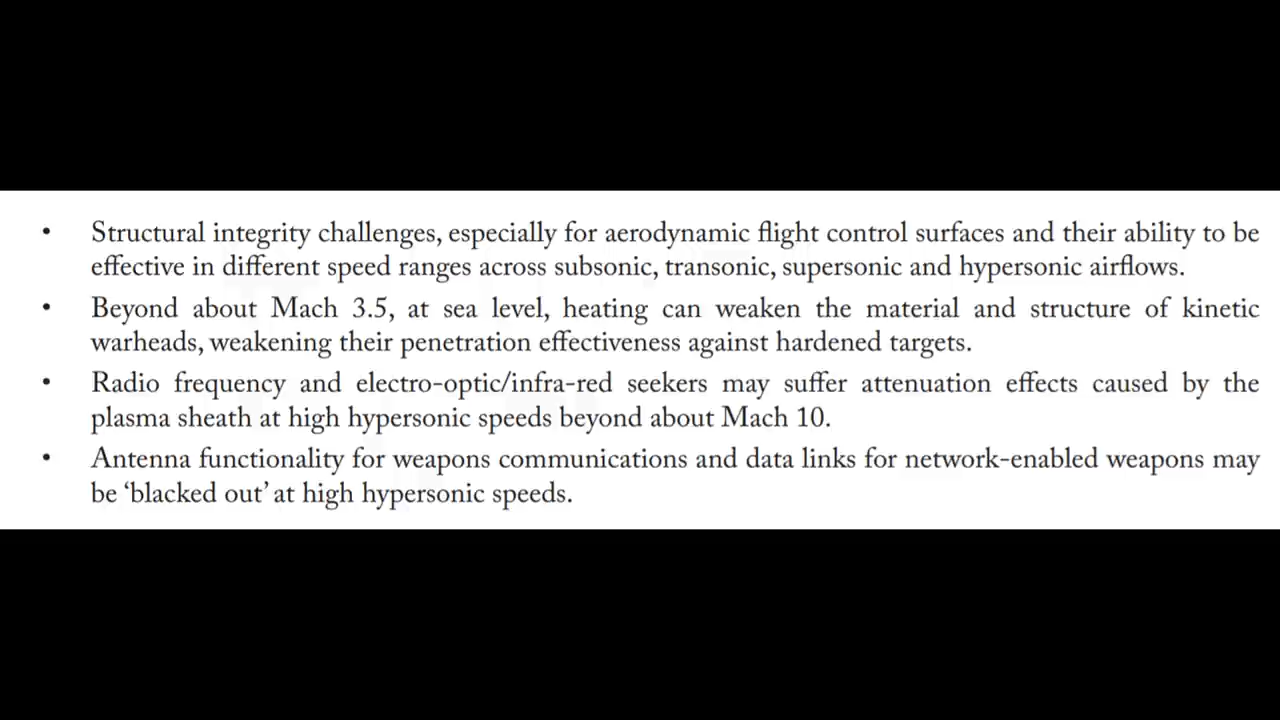 • Structural integrity challenges, especially for aerodynamic flight control surfaces and their ability to be
effective in different speed ranges across subsonic, transonic, supersonic and hypersonic airflows.
• Beyond about Mach 3.5, at sea level, heating can weaken the material and structure of kinetic
warheads, weakening their penetration effectiveness against hardened targets.
• Radio frequency and electro-optic/infra-red seekers may suffer attenuation effects caused by the
plasma sheath at high hypersonic speeds beyond about Mach 10.
• Antenna functionality for weapons communications and data links for network-enabled weapons may
be ‘blacked out’ at high hypersonic speeds.